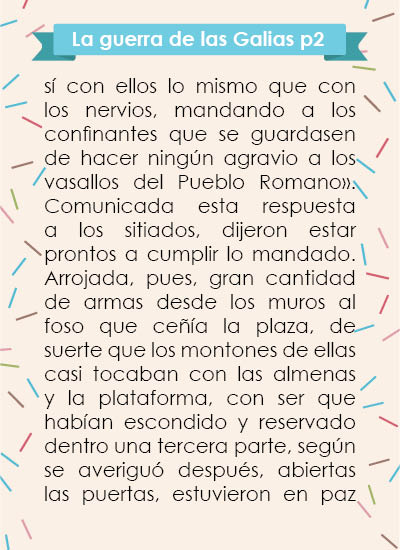 La guerra de las Galias p2
sí con ellos lo mismo que con
los nervios, mandando a los
confinantes que se guardasen
de hacer ningún agravio a los
vasallos del Pueblo Romano».
Comunicada esta respuesta
a los sitiados, dijeron estar
prontos a cumplir lo mandado.
Arrojada, pues, gran cantidad
de armas desde los muros al
foso que ceñía la plaza, de
suerte que los montones de ellas
casi tocaban con las almenas
y la plataforma, con ser que
habían escondido y reservado
dentro una tercera parte, según
se averiguó después, abiertas
las puertas, estuvieron en paz